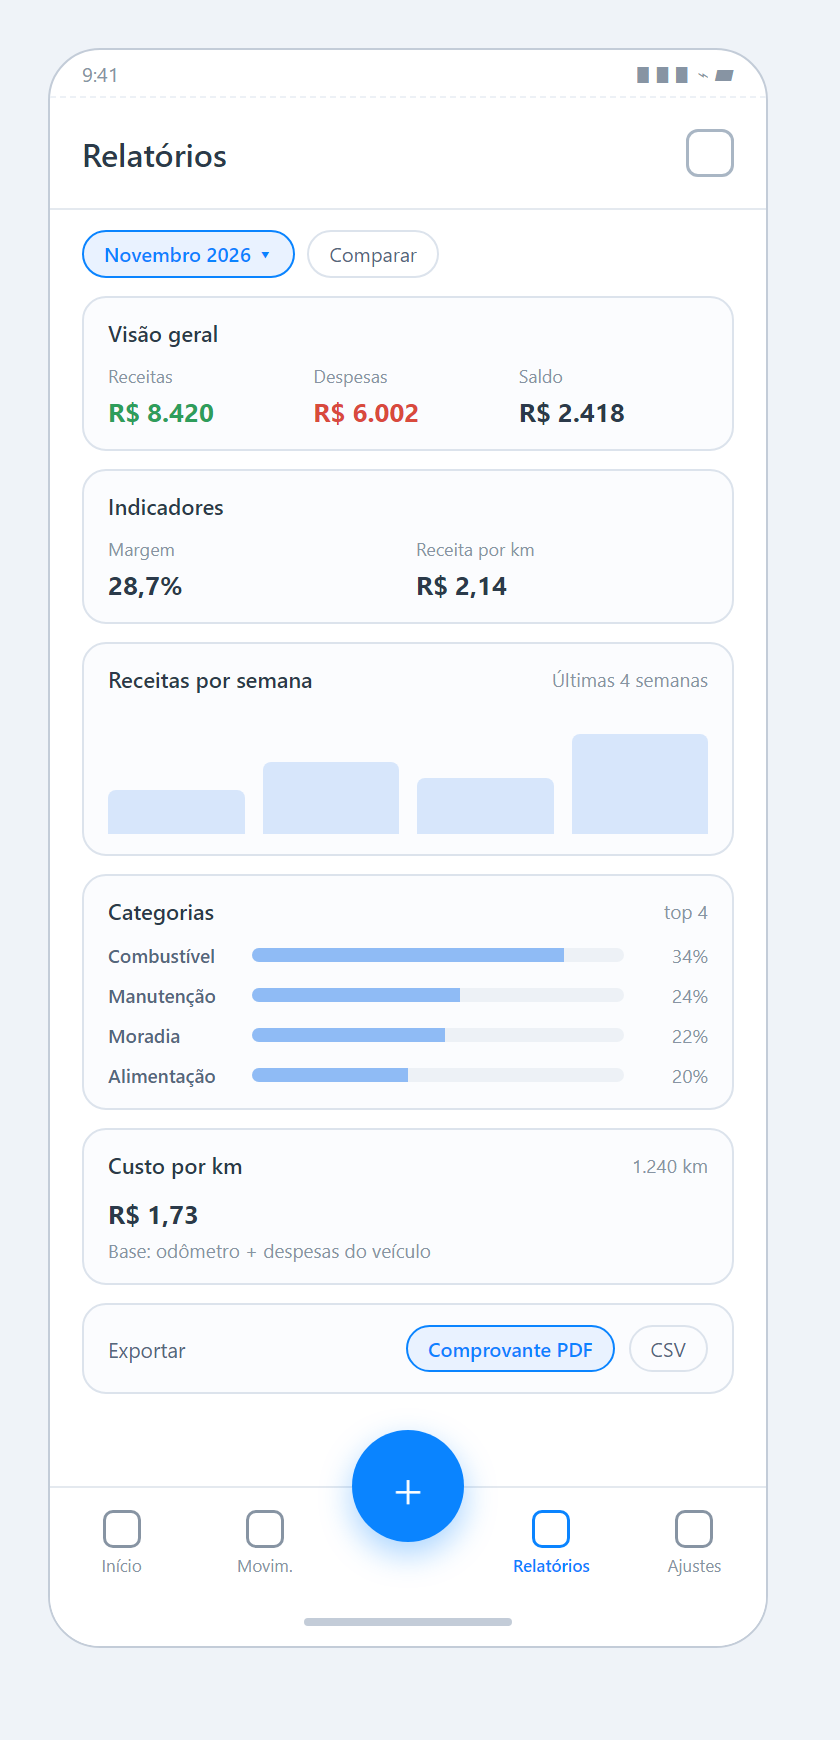 9:41
Relatórios
Novembro 2026 ▼ Comparar
Visão geral
Receitas Despesas Saldo
R$ 8.420 R$ 6.002 R$ 2.418
Indicadores
Margem Receita por km
28,7% R$ 2,14
Receitas por semana Últimas 4 semanas
Categorias top 4
Combustível 34%
Manutenção 24%
Moradia 22%
Alimentação 20%
Custo por km 1.240 km
R$ 1,73
Base: odômetro + despesas do veículo
Exportar Comprovante PDF CSV
+
Início Movim. Relatórios Ajustes